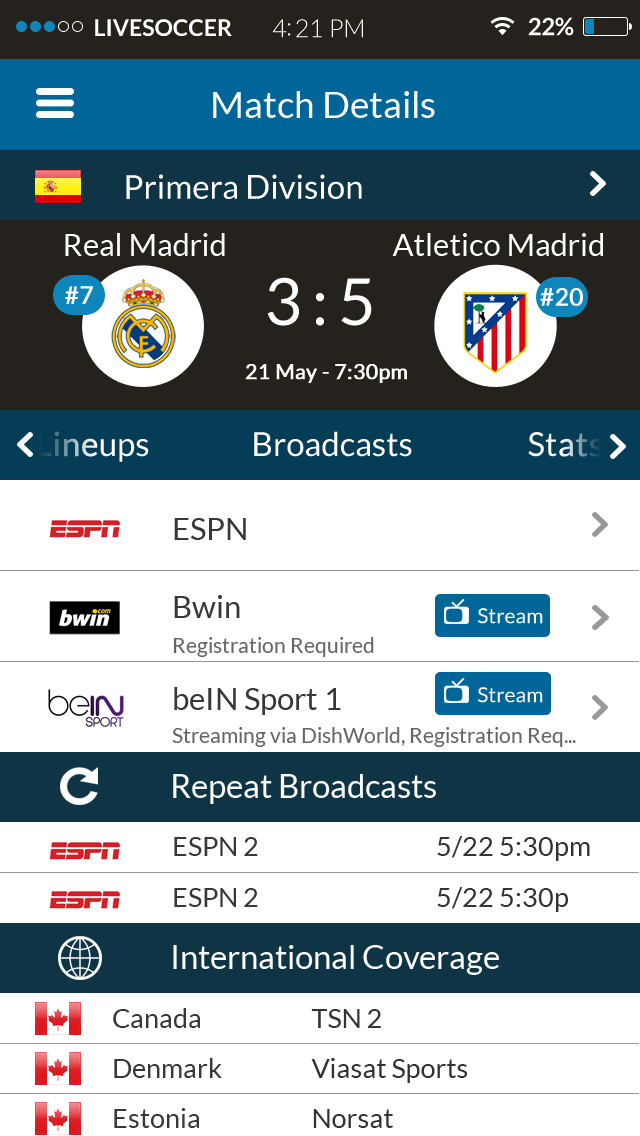 LIVESOCCER 4:21 PM 22%
Match Details
Primera Division
Real Madrid Atletico Madrid
#7 3 : 5 #20
21 May - 7:30pm
Lineups Broadcasts Stats
ESPN ESPN
bwin.com Bwin Stream
Registration Required
beIN SPORT beIN Sport 1 Stream
Streaming via DishWorld, Registration Req...
Repeat Broadcasts
ESPN ESPN 2 5/22 5:30pm
ESPN ESPN 2 5/22 5:30p
International Coverage
Canada TSN 2
Denmark Viasat Sports
Estonia Norsat